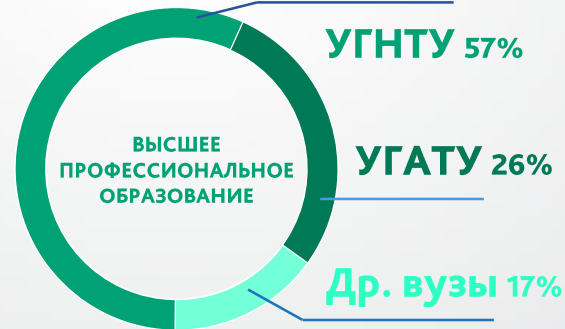 УГНТУ 57%
ВЫСШЕЕ
ПРОФЕССИОНАЛЬНОЕ
ОБРАЗОВАНИЕ
УГАТУ 26%
Др. вузы 17%